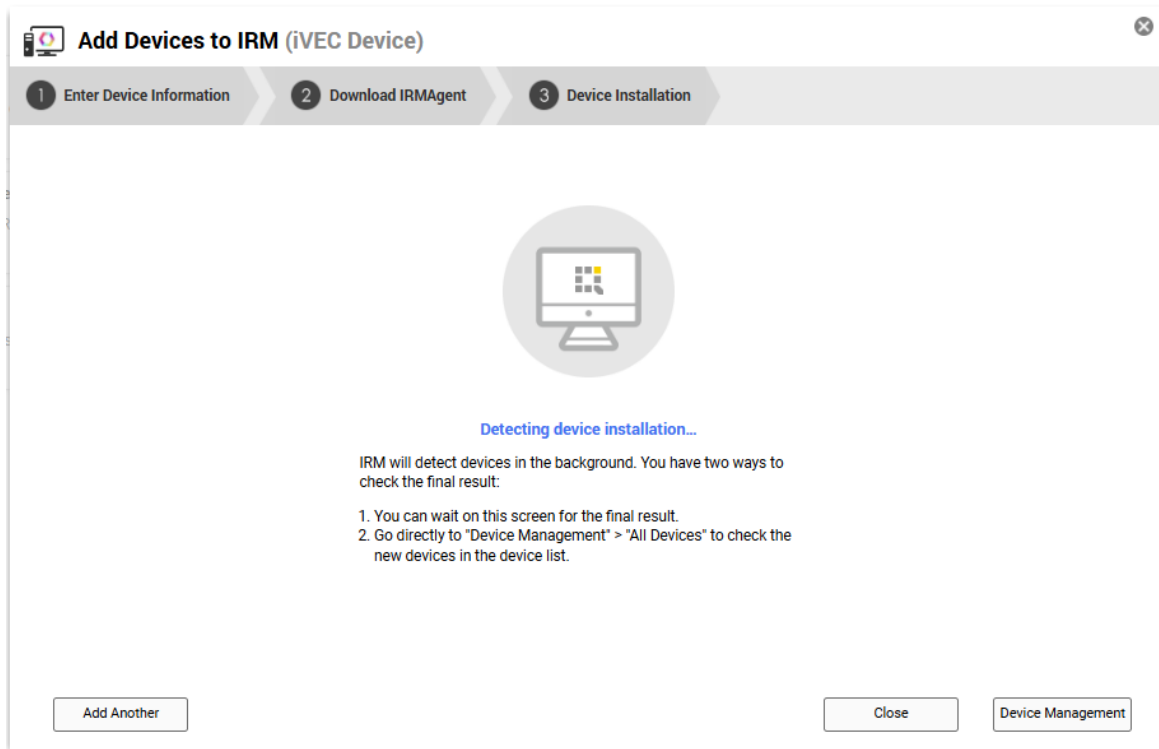 Add Devices to IRM (iVEC Device)
1 Enter Device Information
2 Download IRMAgent
3 Device Installation
Detecting device installation...
IRM will detect devices in the background. You have two ways to
check the final result:
1. You can wait on this screen for the final result.
2. Go directly to "Device Management" > "All Devices" to check the
new devices in the device list.
Add Another
Close
Device Management